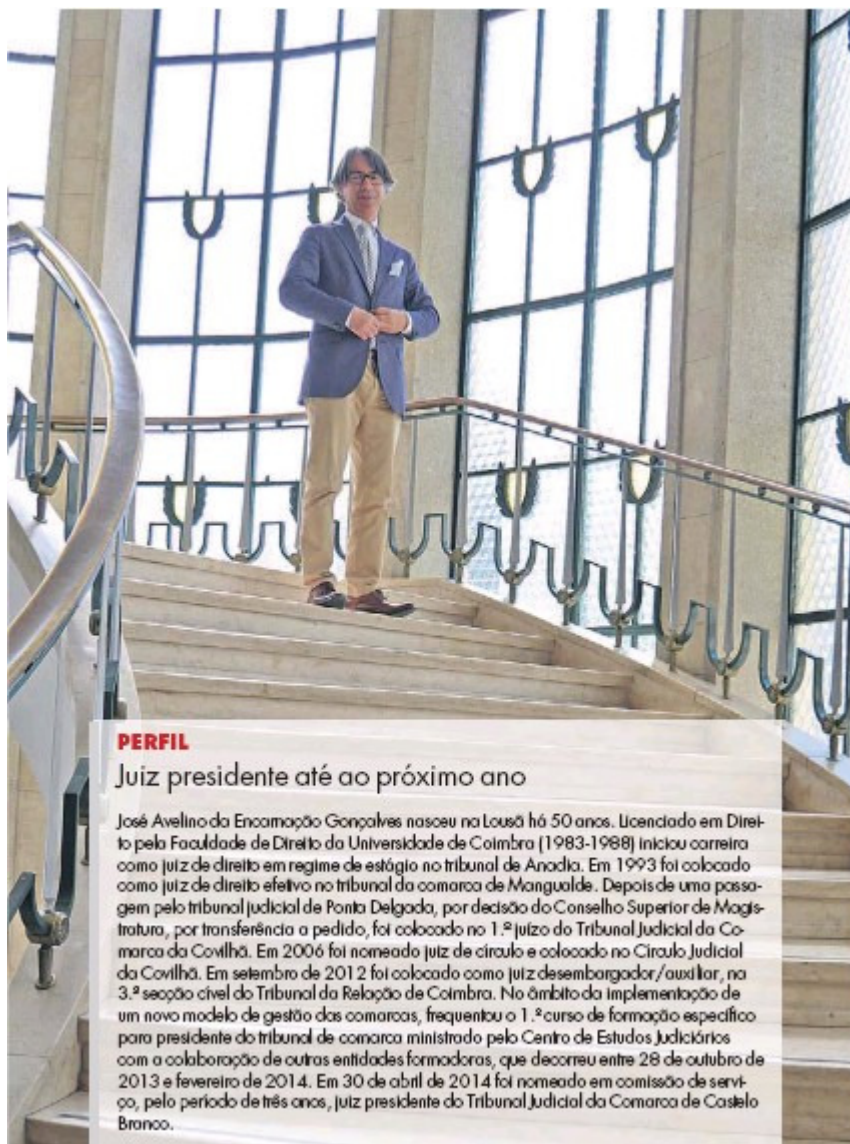 PERFIL
Juiz presidente até ao próximo ano
José Avelino da Encarnação Gonçalves nasceu na Lousã há 50 anos. Licenciado em Direi-
to pela Faculdade de Direito da Universidade de Coimbra (1983-1988) iniciou carreira
como juiz de direito em regime de estágio no tribunal de Anadia. Em 1993 foi colocado
como juiz de direito efetivo no tribunal da comarca de Mangualde. Depois de uma passa-
gem pelo tribunal judicial de Ponta Delgada, por decisão do Conselho Superior de Magis-
tratura, por transferência a pedido, foi colocado no 1.º juízo do Tribunal Judicial da Co-
marca da Covilhã. Em 2006 foi nomeado juiz de círculo e colocado no Círculo Judicial
da Covilhã. Em setembro de 2012 foi colocado como juiz desembargador/auxiliar, na
3.ª secção cível do Tribunal da Relação de Coimbra. No âmbito da implementação de
um novo modelo de gestão das comarcas, frequentou o 1.º curso de formação específico
para presidente do tribunal de comarca ministrado pelo Centro de Estudos Judiciários
com a colaboração de outras entidades formadoras, que decorreu entre 28 de outubro de
2013 e fevereiro de 2014. Em 30 de abril de 2014 foi nomeado em comissão de servi-
ço, pelo período de três anos, juiz presidente do Tribunal Judicial da Comarca de Castelo
Branco.